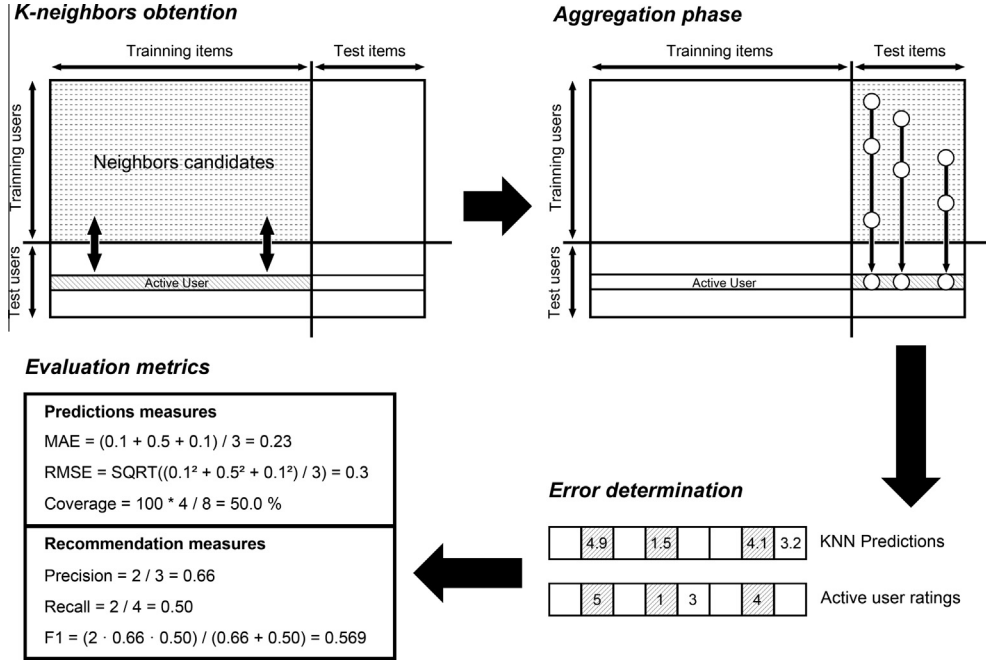 K-neighbors obtention
Trainning items
Test items
Trainning users
Neighbors candidates
Test users
Active User
Aggregation phase
Trainning items
Test items
Trainning users
Test users
Active User
Evaluation metrics
Predictions measures
MAE = (0.1 + 0.5 + 0.1) / 3 = 0.23
RMSE = SQRT((0.1² + 0.5² + 0.1²) / 3) = 0.3
Coverage = 100 * 4 / 8 = 50.0 %
Recommendation measures
Precision = 2 / 3 = 0.66
Recall = 2 / 4 = 0.50
F1 = (2 · 0.66 · 0.50) / (0.66 + 0.50) = 0.569
Error determination
4.9 1.5 4.1 3.2 KNN Predictions
5 1 3 4 Active user ratings